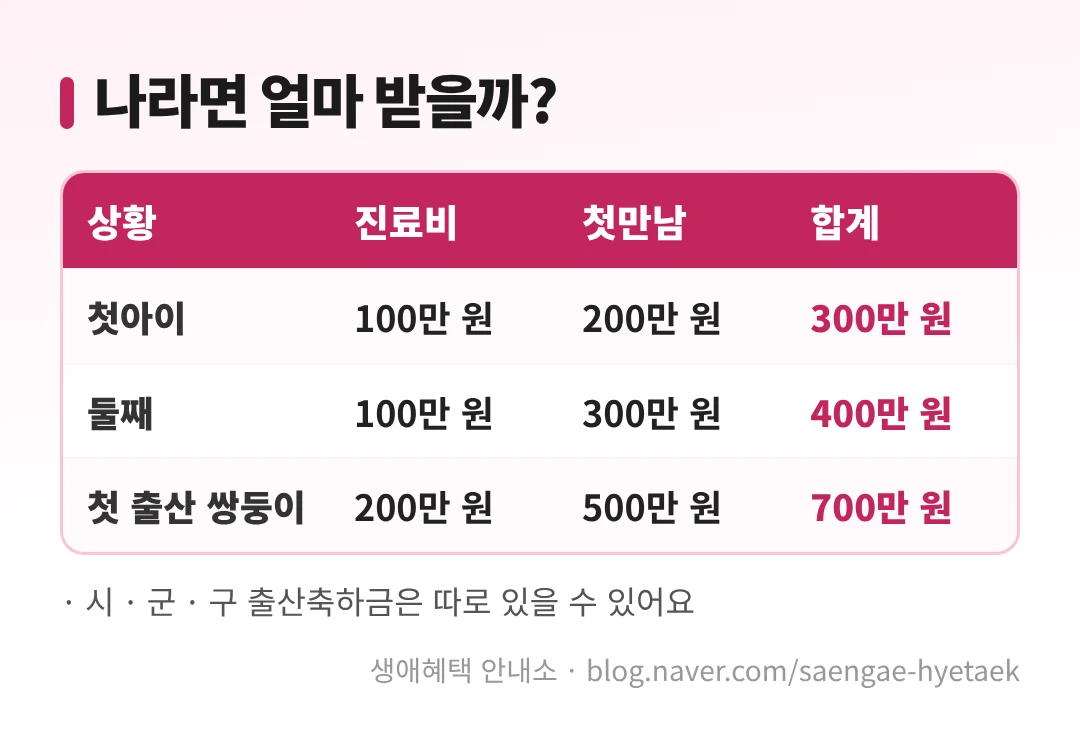 나라면 얼마 받을까?
상황 진료비 첫만남 합계
첫아이 100만 원 200만 원 300만 원
둘째 100만 원 300만 원 400만 원
첫 출산 쌍둥이 200만 원 500만 원 700만 원
· 시 · 군 · 구 출산축하금은 따로 있을 수 있어요
생애혜택 안내소 · blog.naver.com/saengae-hyetaek